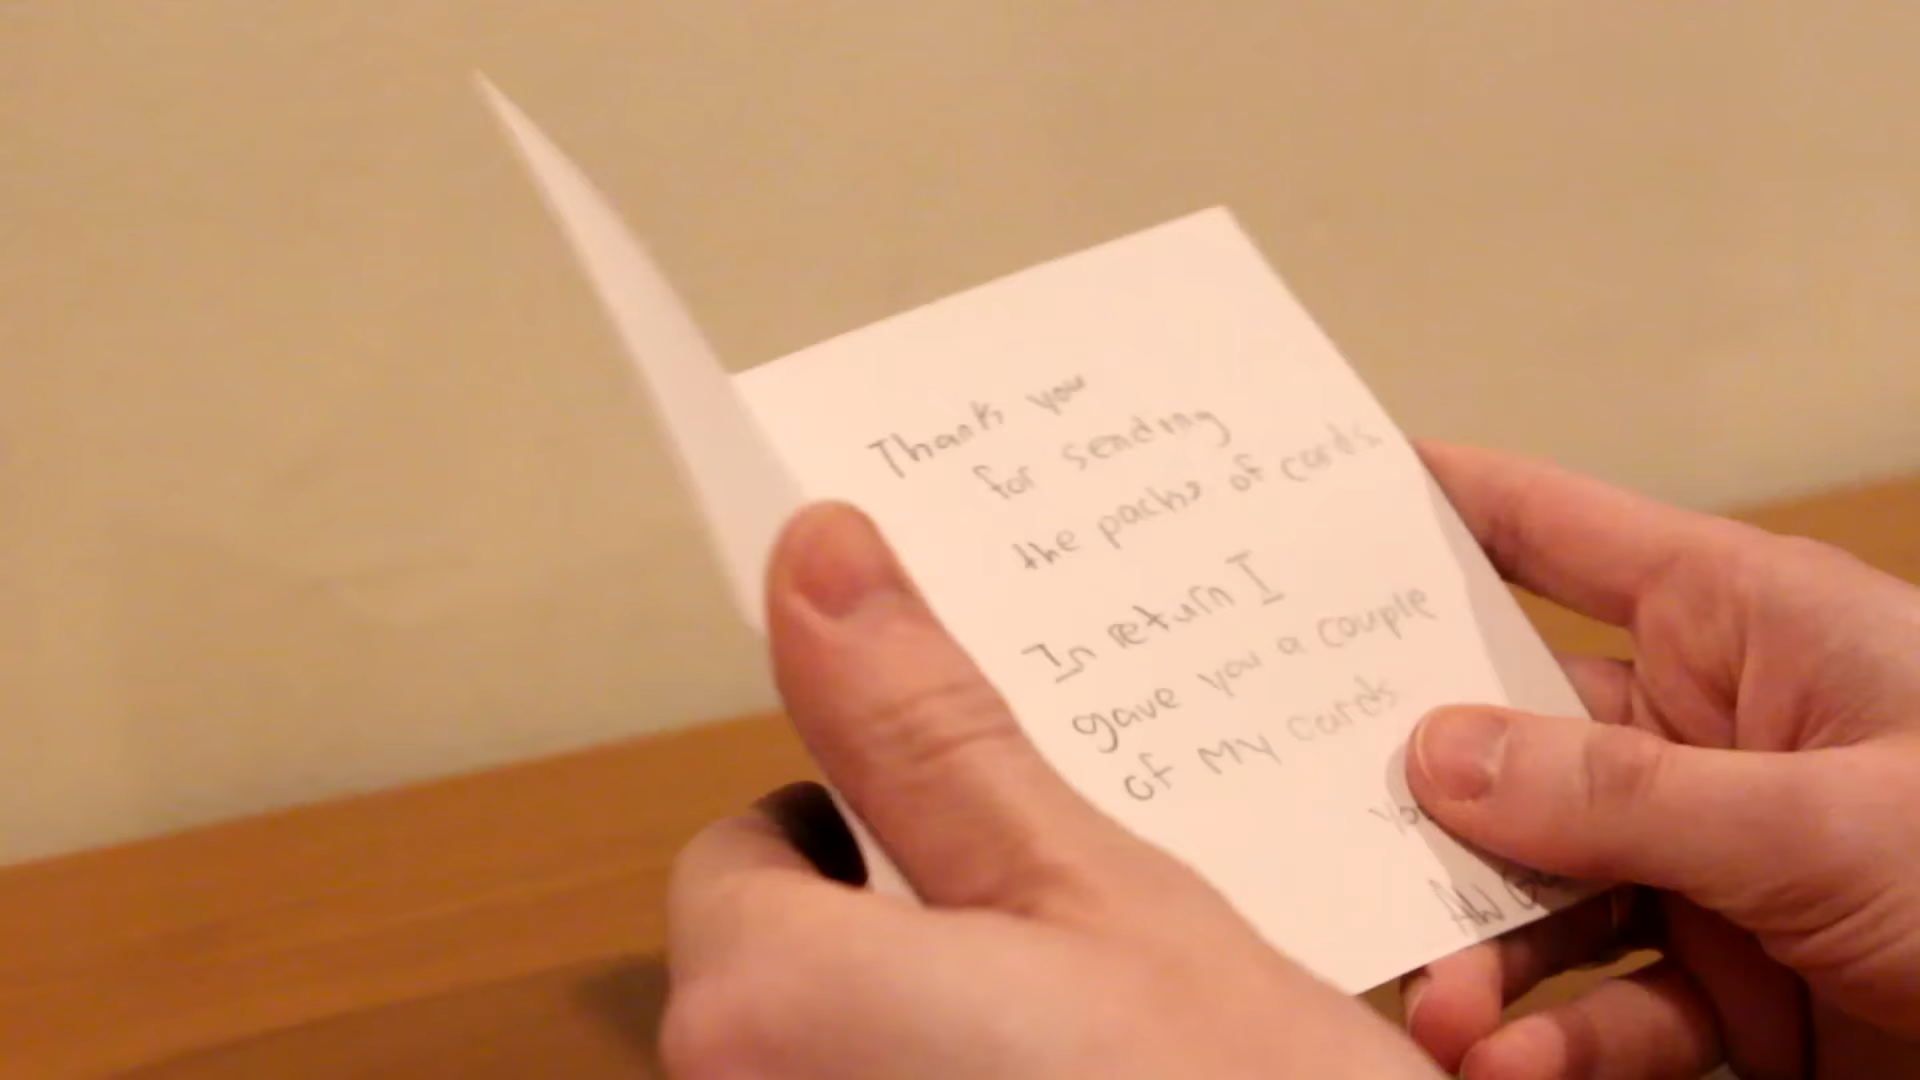 Thank you
for sending
the packs of cards.
In return I
gave you a couple
of my cards